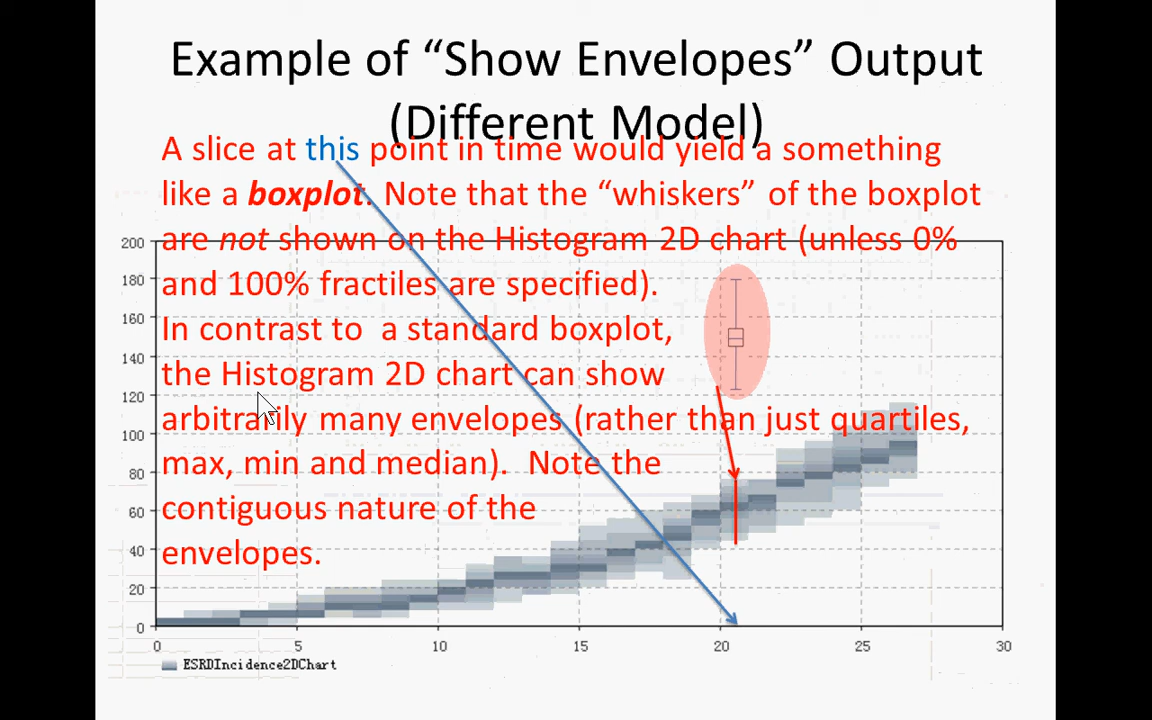 Example of “Show Envelopes” Output
(Different Model)
A slice at this point in time would yield a something
like a boxplot. Note that the “whiskers” of the boxplot
are not shown on the Histogram 2D chart (unless 0%
and 100% fractiles are specified).
In contrast to a standard boxplot,
the Histogram 2D chart can show
arbitrarily many envelopes (rather than just quartiles,
max, min and median). Note the
contiguous nature of the
envelopes.
200
180
160
140
120
100
80
60
40
20
0
0 5 10 15 20 25 30
ESRDIncidence2DChart